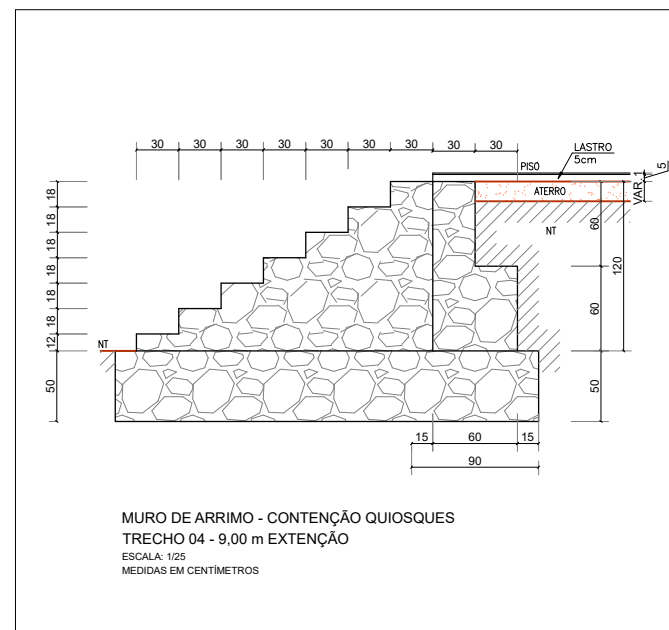 30 30 30 30 30 30 30 30 30
LASTRO
5cm
PISO
ATERRO
VAR. 1
5
NT
60
120
60
50
18
18
18
18
18
18
12
NT
50
15 60 15
90
MURO DE ARRIMO - CONTENÇÃO QUIOSQUES
TRECHO 04 - 9,00 m EXTENÇÃO
ESCALA: 1/25
MEDIDAS EM CENTÍMETROS